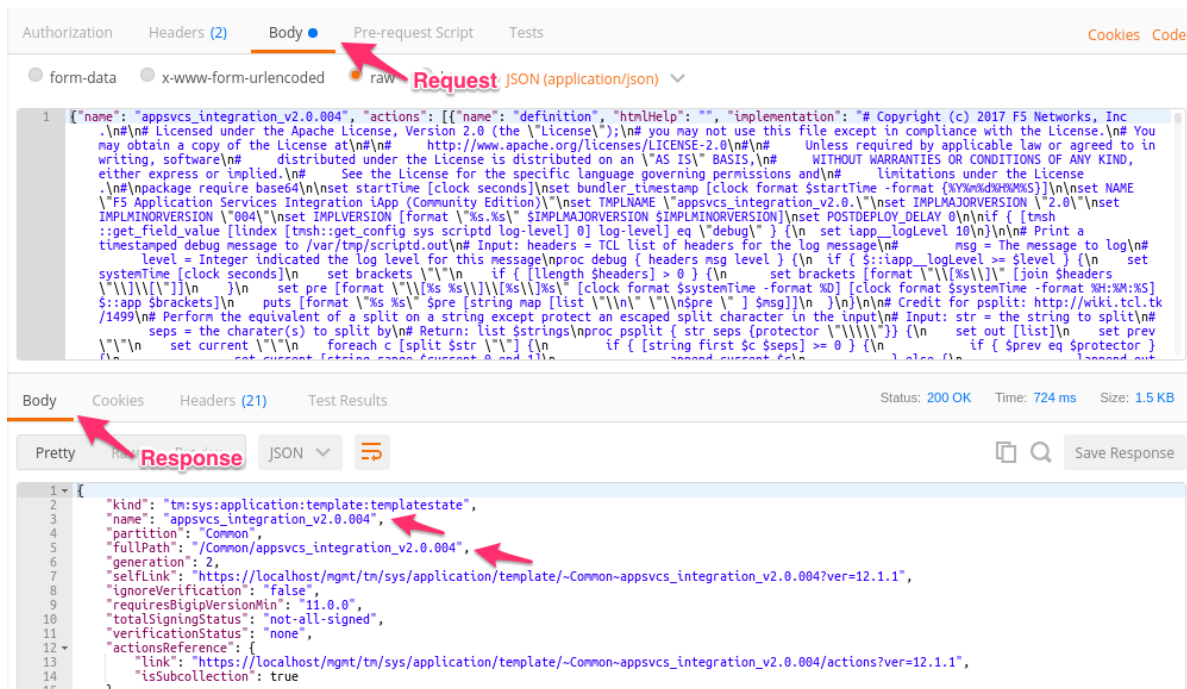 Authorization Headers (2) Body Pre-request Script Tests Cookies Code
form-data x-www-form-urlencoded raw Request JSON (application/json)
1 {"name": "appsvcs_integration_v2.0.004", "actions": [{"name": "definition", "htmlHelp": "", "implementation": "# Copyright (c) 2017 F5 Networks, Inc
.\n#\n# Licensed under the Apache License, Version 2.0 (the \"License\");\n# you may not use this file except in compliance with the License.\n# You
may obtain a copy of the License at\n#\n#     http://www.apache.org/licenses/LICENSE-2.0\n#\n#     Unless required by applicable law or agreed to in
writing, software\n#     distributed under the License is distributed on an \"AS IS\" BASIS,\n#     WITHOUT WARRANTIES OR CONDITIONS OF ANY KIND,
either express or implied.\n#     See the License for the specific language governing permissions and\n#     limitations under the License
.\n#\npackage require base64\n\nset startTime [clock seconds]\nset bundler_timestamp [clock format $startTime -format {%Y%m%d%H%M%S}]\n\nset NAME
\"F5 Application Services Integration iApp (Community Edition)\"\nset TMPLNAME \"appsvcs_integration_v2.0.\"\nset IMPLMAJORVERSION \"2.0\"\nset
IMPLMINORVERSION \"004\"\nset IMPLVERSION [format \"%s.%s\" $IMPLMAJORVERSION $IMPLMINORVERSION]\nset POSTDEPLOY_DELAY 0\n\nif { [tmsh
::get_field_value [lindex [tmsh::get_config sys scriptd log-level] 0] log-level] eq \"debug\" } {\n  set iapp__logLevel 10\n}\n\n# Print a
timestamped debug message to /var/tmp/scriptd.out\n# Input: headers = TCL list of headers for the log message\n#        msg = The message to log\n#
level = Integer indicated the log level for this message\nproc debug { headers msg level } {\n  if { $::iapp__logLevel >= $level } {\n    set
systemTime [clock seconds]\n    set brackets \"\"\n    if { [llength $headers] > 0 } {\n      set brackets [format \"\\[%s\\]\" [join $headers
\"\\]\\[\"]]\n    }\n    set pre [format \"\\[%s %s\\]\\[%s\\]%s\" [clock format $systemTime -format %D] [clock format $systemTime -format %H:%M:%S]
$::app $brackets]\n    puts [format \"%s %s\" $pre [string map [list \"\\n\" \"\\n$pre \" ] $msg]]\n  }\n}\n\n# Credit for psplit: http://wiki.tcl.tk
/1499\n# Perform the equivalent of a split on a string except protect an escaped split character in the input\n# Input: str = the string to split\n#
seps = the charater(s) to split by\n# Return: list $strings\nproc psplit { str seps {protector \"\\\\\"}} {\n    set out [list]\n    set prev
\"\"\n    set current \"\"\n    foreach c [split $str \"\"] {\n        if { [string first $c $seps] >= 0 } {\n            if { $prev eq $protector }
{\n                set current [string range $current 0 end-1]\n                append current $c\n            } else {\n                lappend out
Body Cookies Headers (21) Test Results Status: 200 OK Time: 724 ms Size: 1.5 KB
Pretty Response JSON Save Response
1 {
2 "kind": "tm:sys:application:template:templatestate",
3 "name": "appsvcs_integration_v2.0.004",
4 "partition": "Common",
5 "fullPath": "/Common/appsvcs_integration_v2.0.004",
6 "generation": 2,
7 "selfLink": "https://localhost/mgmt/tm/sys/application/template/~Common~appsvcs_integration_v2.0.004?ver=12.1.1",
8 "ignoreVerification": "false",
9 "requiresBigipVersionMin": "11.0.0",
10 "totalSigningStatus": "not-all-signed",
11 "verificationStatus": "none",
12 "actionsReference": {
13 "link": "https://localhost/mgmt/tm/sys/application/template/~Common~appsvcs_integration_v2.0.004/actions?ver=12.1.1",
14 "isSubcollection": true